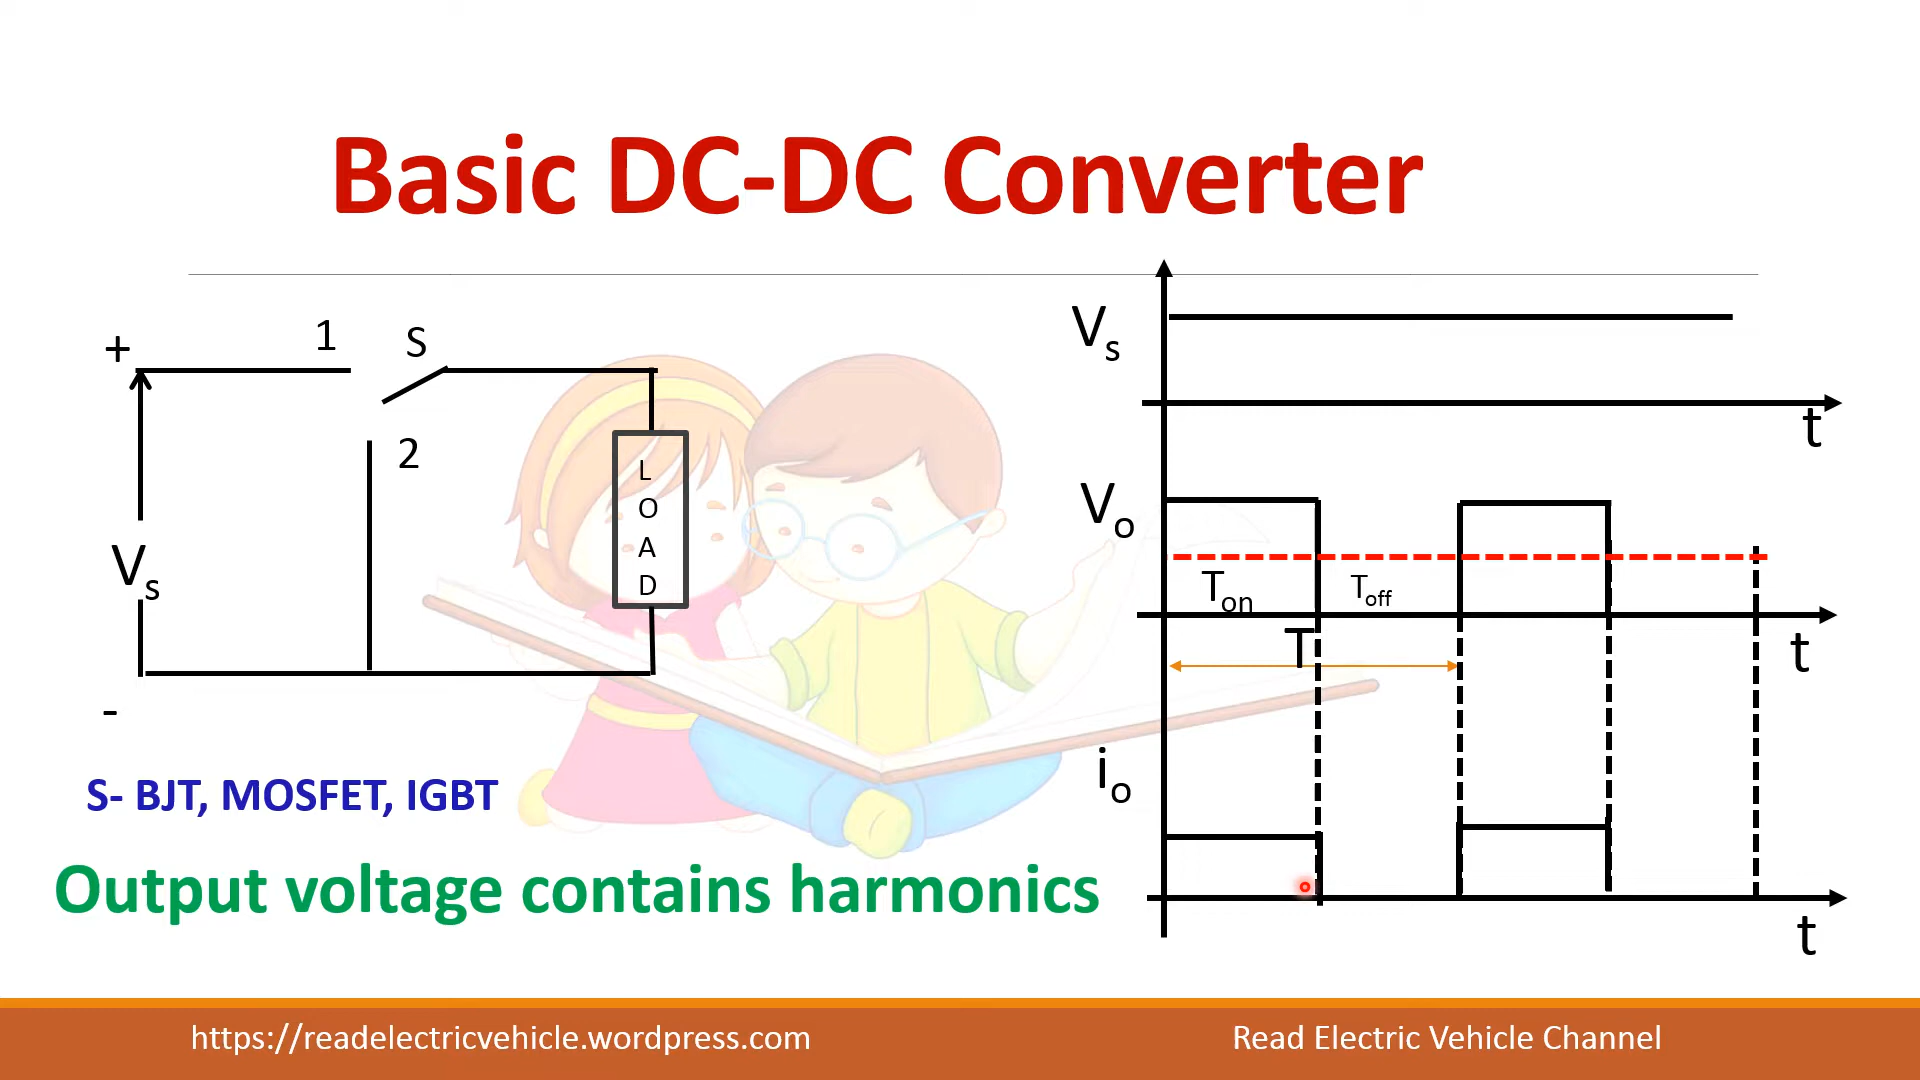 Basic DC-DC Converter
+
1
S
2
L
O
A
D
Vs
-
S- BJT, MOSFET, IGBT
Output voltage contains harmonics
Vs
t
Vo
Ton
Toff
t
T
io
t
https://readelectricvehicle.wordpress.com
Read Electric Vehicle Channel